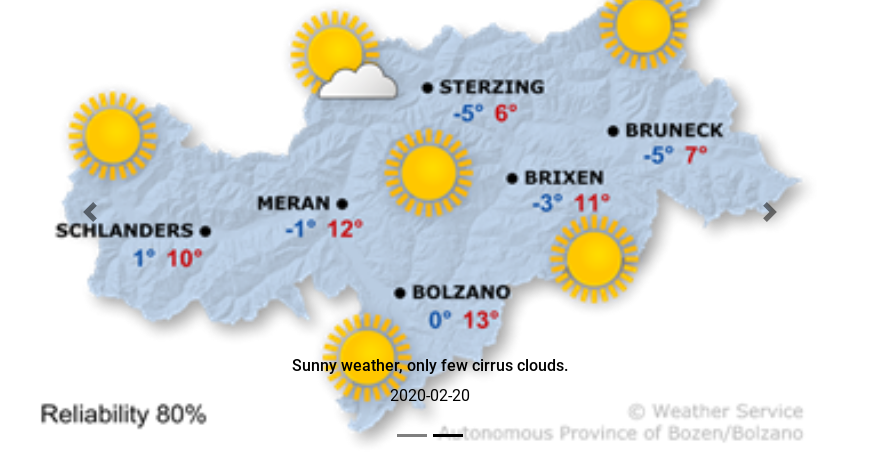 STERZING
-5° 6°
BRUNECK
-5° 7°
BRIXEN
-3° 11°
MERAN
-1° 12°
SCHLANDERS
1° 10°
BOLZANO
0° 13°
Sunny weather, only few cirrus clouds.
2020-02-20
Reliability 80%
© Weather Service
Autonomous Province of Bozen/Bolzano